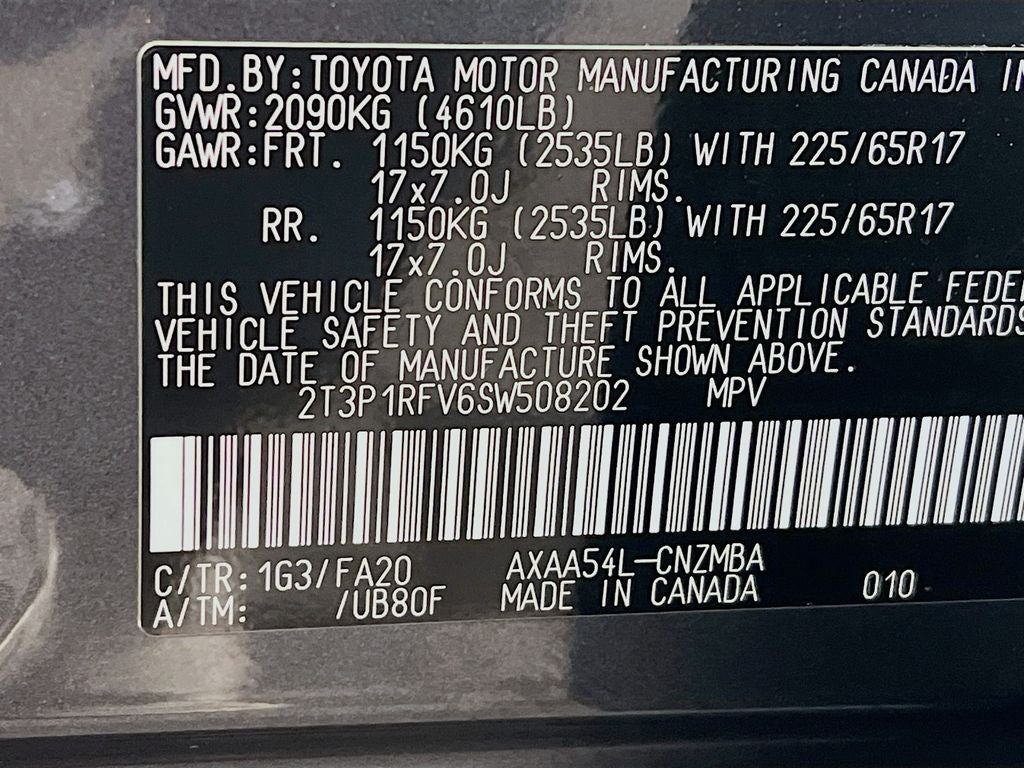 MFD.BY:TOYOTA MOTOR MANUFACTURING CANADA
GVWR:2090KG (4610LB)
GAWR:FRT. 1150KG (2535LB) WITH 225/65R17
17x7.0J RIMS.
RR. 1150KG (2535LB) WITH 225/65R17
17x7.0J RIMS.
THIS VEHICLE CONFORMS TO ALL APPLICABLE
VEHICLE SAFETY AND THEFT PREVENTION STANDARDS
THE DATE OF MANUFACTURE SHOWN ABOVE.
2T3P1RFV6SW508202 MPV
C/TR:1G3/FA20 AXAA54L-CNZMBA
A/TM: /UB80F MADE IN CANADA 010